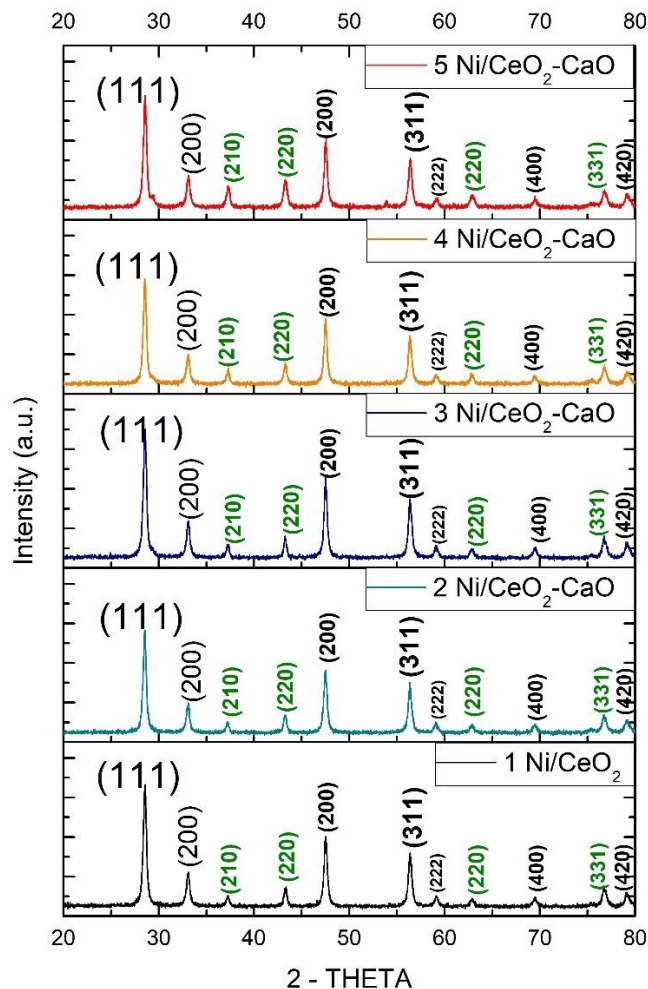 20 30 40 50 60 70 80
5 Ni/CeO₂-CaO
(111) (200) (210) (220) (200) (311) (222) (220) (400) (331) (420)
4 Ni/CeO₂-CaO
(111) (200) (210) (220) (200) (311) (222) (220) (400) (331) (420)
3 Ni/CeO₂-CaO
(111) (200) (210) (220) (200) (311) (222) (220) (400) (331) (420)
2 Ni/CeO₂-CaO
(111) (200) (210) (220) (200) (311) (222) (220) (400) (331) (420)
1 Ni/CeO₂
(111) (200) (210) (220) (200) (311) (222) (220) (400) (331) (420)
Intensity (a.u.)
20 30 40 50 60 70 80
2 - THETA